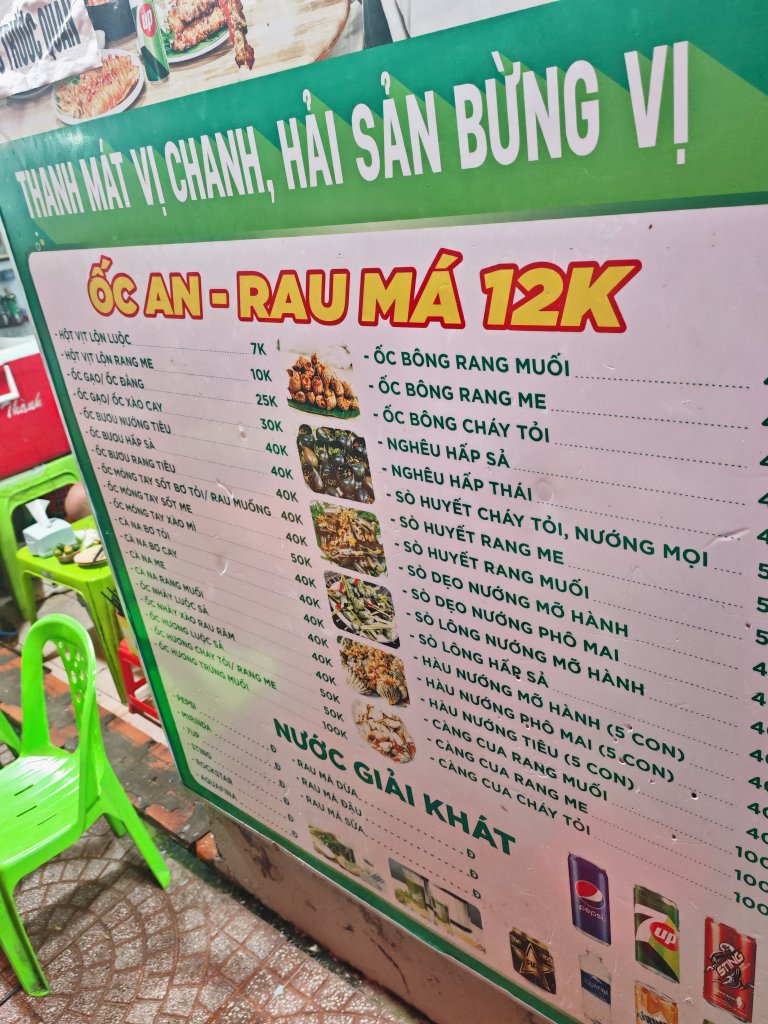 THỨC QUÁN
THANH MÁT VỊ CHANH, HẢI SẢN BỪNG VỊ
ỐC AN - RAU MÁ 12K
- HỘT VỊT LỘN LUỘC 7K
- HỘT VỊT LỘN RANG ME 10K
- ỐC GẠO/ ỐC ĐẮNG 25K
- ỐC GẠO/ ỐC XÀO CAY 30K
- ỐC BƯƠU NƯỚNG TIÊU 40K
- ỐC BƯƠU HẤP SẢ 40K
- ỐC BƯƠU RANG TIÊU 40K
- ỐC MÓNG TAY SỐT BƠ TỎI/ RAU MUỐNG 40K
- ỐC MÓNG TAY SỐT ME 40K
- ỐC MÓNG TAY XÀO MÌ 50K
- CÀ NA BƠ TỎI 40K
- CÀ NA BƠ CAY 40K
- CÀ NA ME 40K
- CÀ NA RANG MUỐI 40K
- ỐC NHẢY LUỘC SẢ 40K
- ỐC NHẢY XÀO RAU RĂM 40K
- ỐC HƯƠNG LUỘC SẢ 50K
- ỐC HƯƠNG CHÁY TỎI/ RANG ME 50K
- ỐC HƯƠNG TRỨNG MUỐI 100K
- ỐC BÔNG RANG MUỐI
- ỐC BÔNG RANG ME
- ỐC BÔNG CHÁY TỎI
- NGHÊU HẤP SẢ
- NGHÊU HẤP THÁI
- SÒ HUYẾT CHÁY TỎI, NƯỚNG MỌI
- SÒ HUYẾT RANG ME
- SÒ HUYẾT RANG MUỐI
- SÒ DẸO NƯỚNG MỠ HÀNH
- SÒ DẸO NƯỚNG PHÔ MAI
- SÒ LÔNG NƯỚNG MỠ HÀNH
- SÒ LÔNG HẤP SẢ
- HÀU NƯỚNG MỠ HÀNH (5 CON)
- HÀU NƯỚNG PHÔ MAI (5 CON)
- HÀU NƯỚNG TIÊU (5 CON)
- CÀNG CUA RANG MUỐI
- CÀNG CUA RANG ME
- CÀNG CUA CHÁY TỎI
NƯỚC GIẢI KHÁT
- PEPSI Đ
- MIRINDA Đ
- 7UP Đ
- STING Đ
- ROCKSTAR Đ
- AQUAFINA Đ
- RAU MÁ DỪA Đ
- RAU MÁ ĐẬU Đ
- RAU MÁ SỮA Đ
pepsi
7UP
STING
Thành